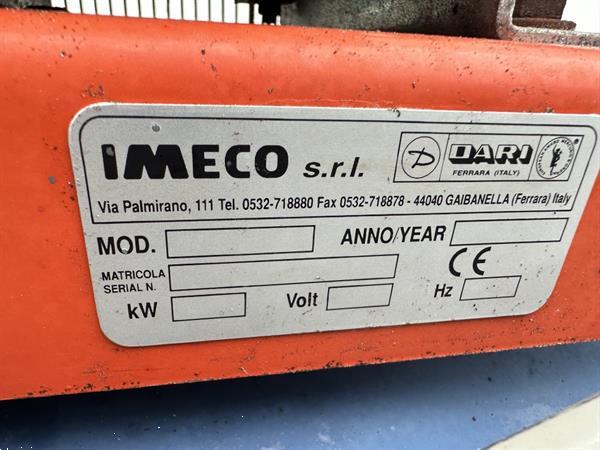 IMECO s.r.l.
DARI
FERRARA (ITALY)
Via Palmirano, 111 Tel. 0532-718880 Fax 0532-718878 - 44040 GAIBANELLA (Ferrara) Italy
MOD.
ANNO/YEAR
MATRICOLA
SERIAL N.
CE
kW
Volt
Hz